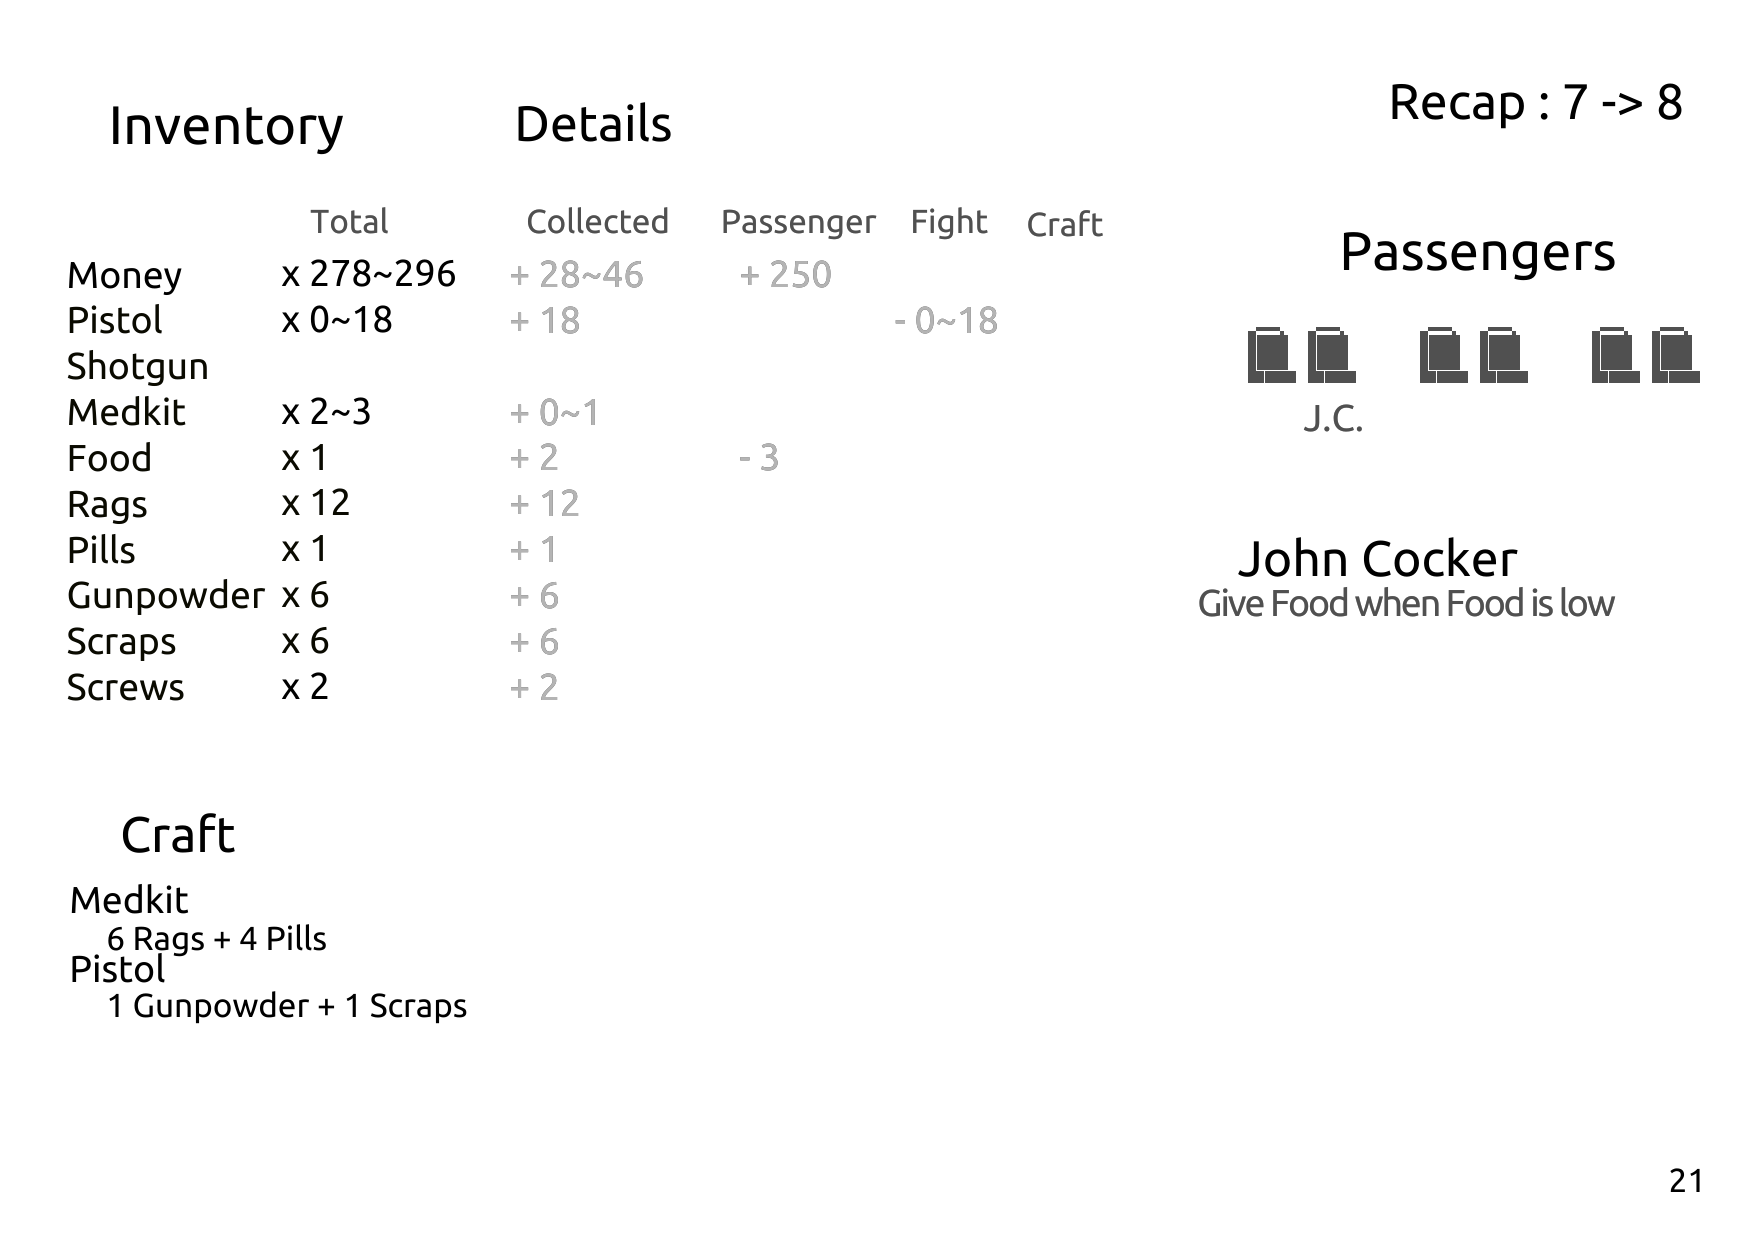 Recap : 7 -> 8
Inventory Details
Total Collected Passenger Fight Craft
Money x 278~296 + 28~46 + 250
Pistol x 0~18 + 18 - 0~18
Shotgun
Medkit x 2~3 + 0~1
Food x 1 + 2 - 3
Rags x 12 + 12
Pills x 1 + 1
Gunpowder x 6 + 6
Scraps x 6 + 6
Screws x 2 + 2
Passengers
J.C.
John Cocker
Give Food when Food is low
Craft
Medkit
6 Rags + 4 Pills
Pistol
1 Gunpowder + 1 Scraps
21